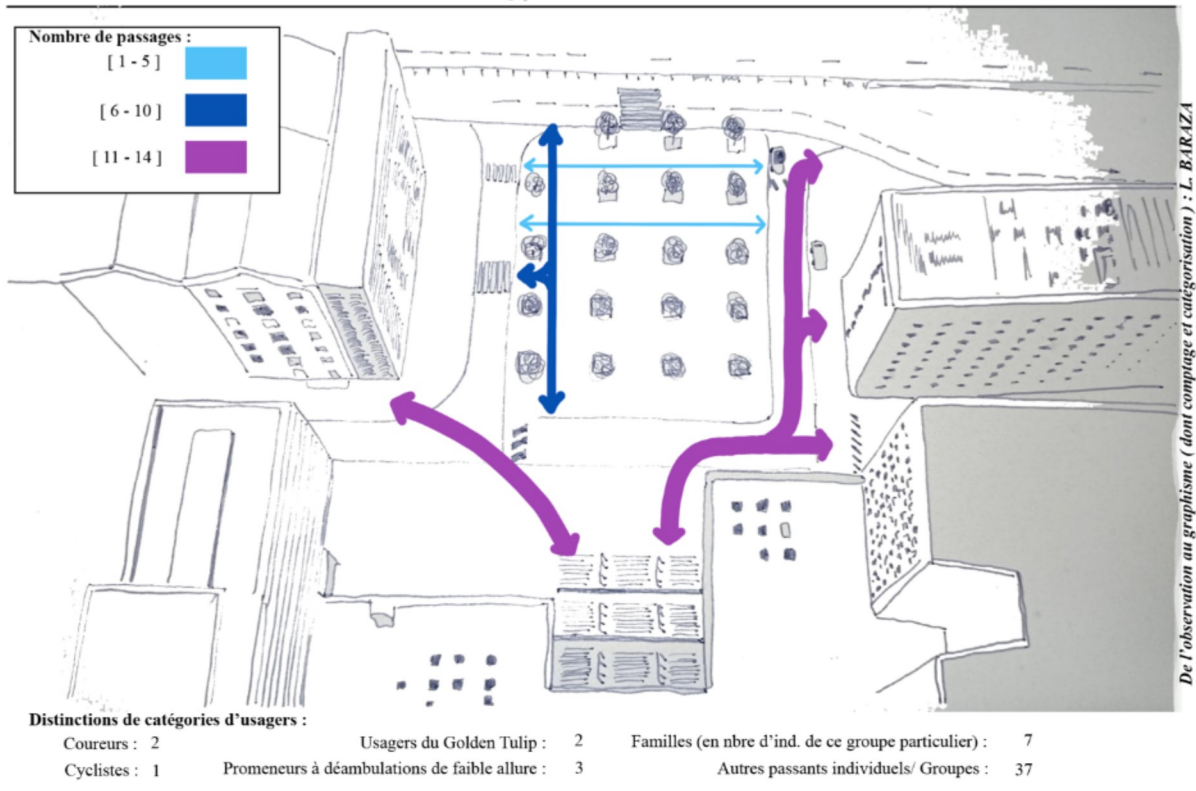 Nombre de passages :
[ 1 - 5 ]
[ 6 - 10 ]
[ 11 - 14 ]
De l'observation au graphisme ( dont comptage et catégorisation ) : L. BARAZA
Distinctions de catégories d'usagers :
Coureurs : 2
Usagers du Golden Tulip : 2
Familles (en nbre d'ind. de ce groupe particulier) : 7
Cyclistes : 1
Promeneurs à déambulations de faible allure : 3
Autres passants individuels/ Groupes : 37